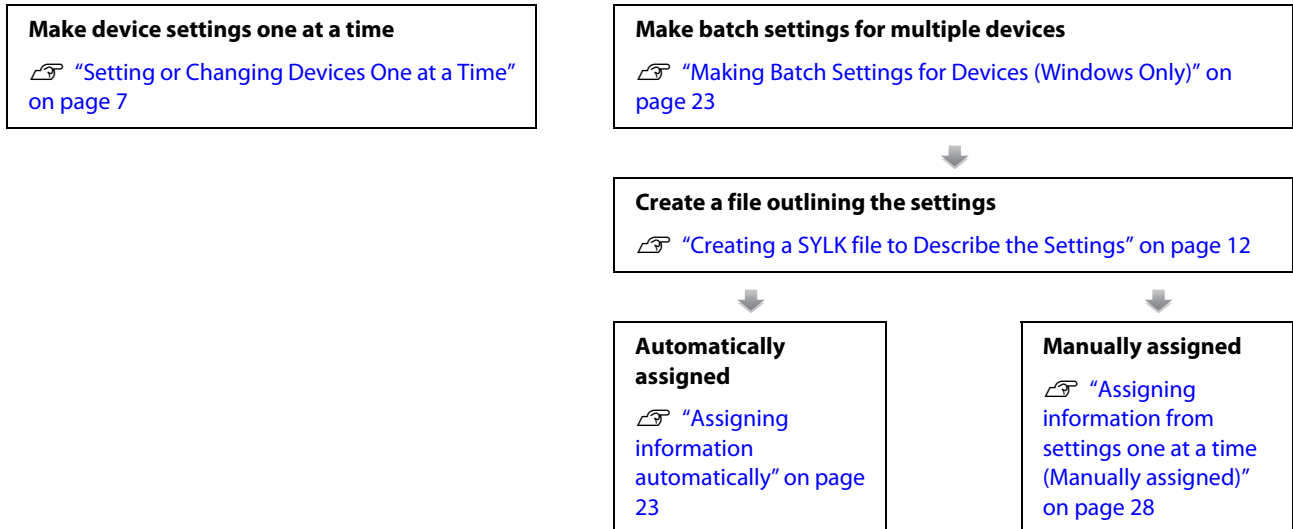 Make device settings one at a time
“Setting or Changing Devices One at a Time”
on page 7
Make batch settings for multiple devices
“Making Batch Settings for Devices (Windows Only)” on
page 23
Create a file outlining the settings
“Creating a SYLK file to Describe the Settings” on page 12
Automatically
assigned
“Assigning
information
automatically” on page
23
Manually assigned
“Assigning
information from
settings one at a time
(Manually assigned)”
on page 28